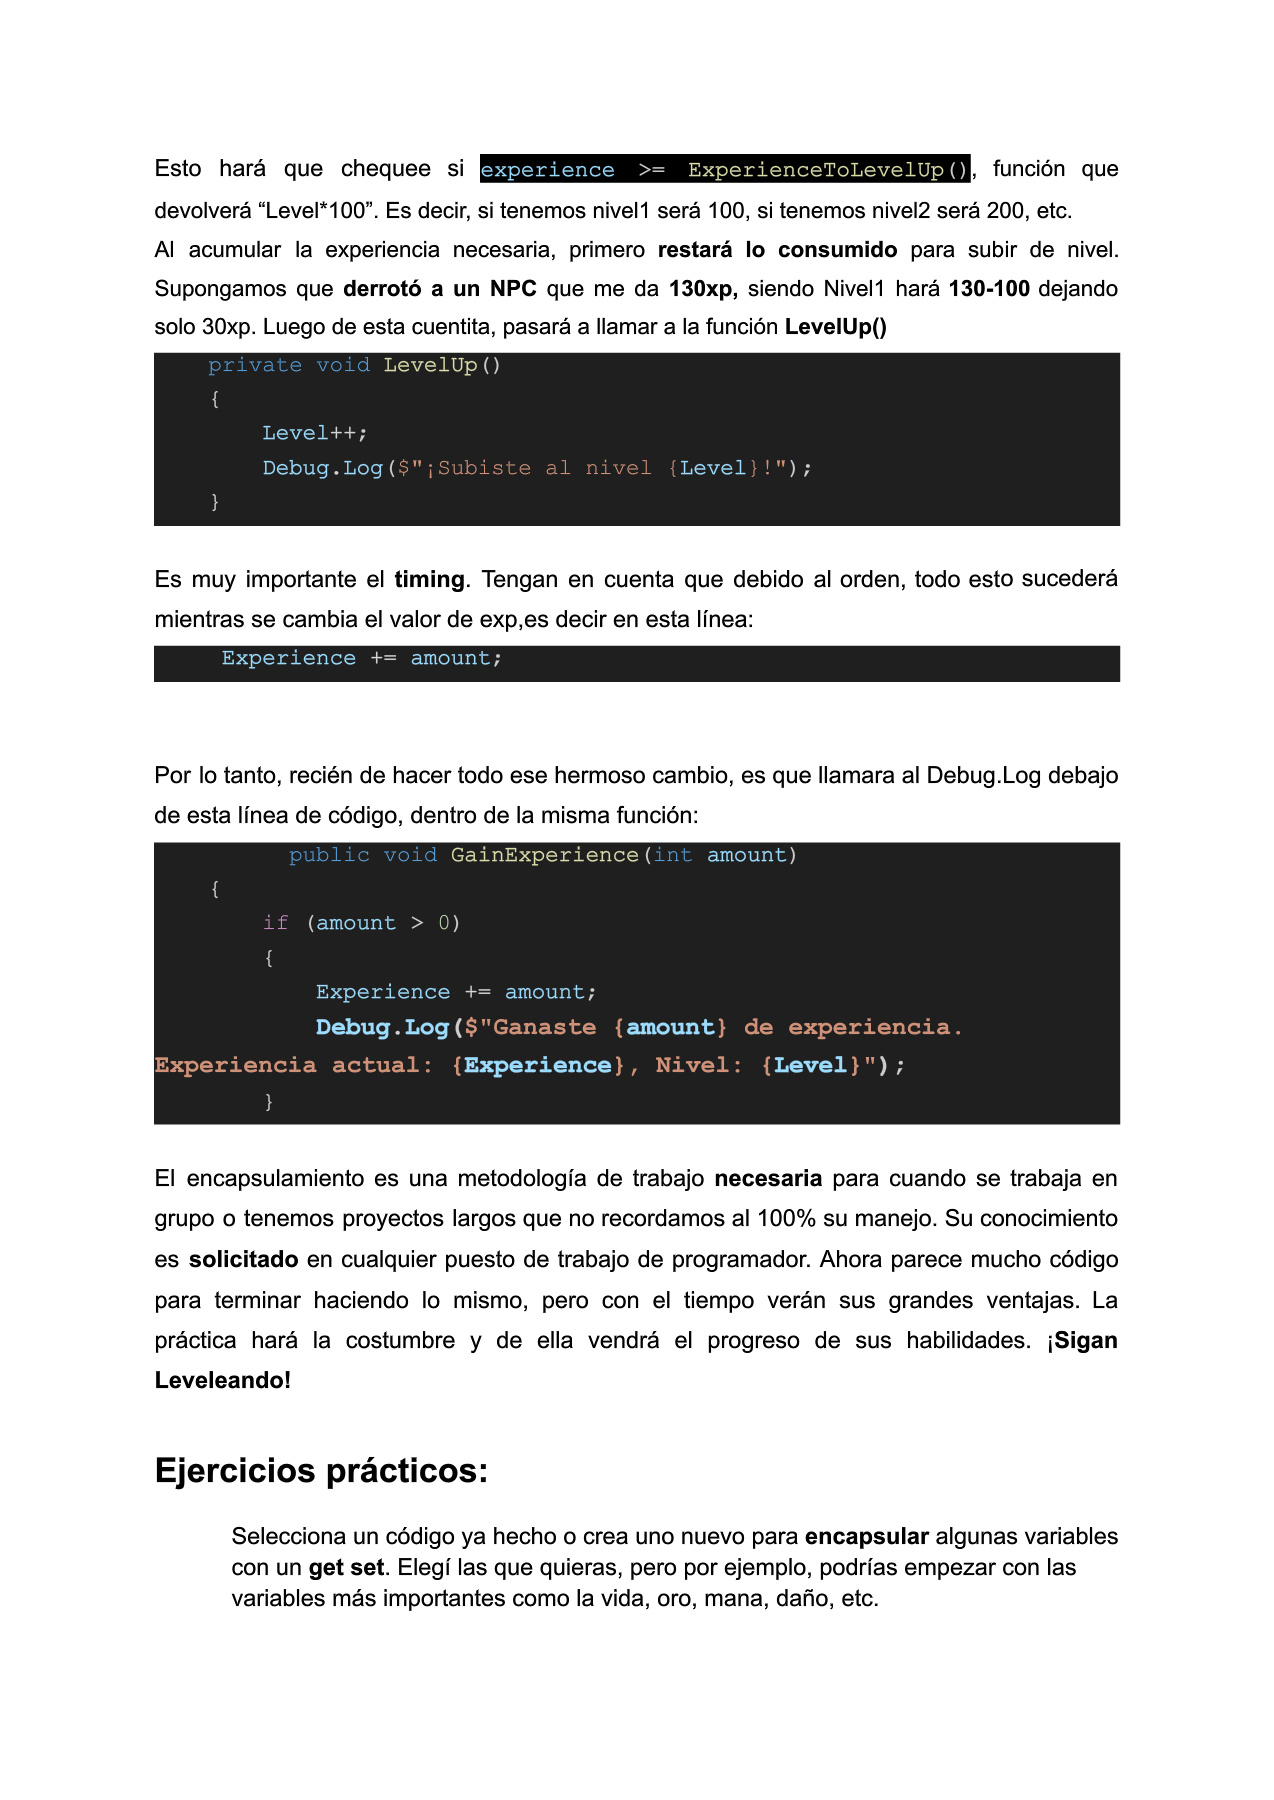 Esto hará que chequee si experience >= ExperienceToLevelUp(), función que
devolverá “Level*100”. Es decir, si tenemos nivel1 será 100, si tenemos nivel2 será 200, etc.
Al acumular la experiencia necesaria, primero restará lo consumido para subir de nivel.
Supongamos que derrotó a un NPC que me da 130xp, siendo Nivel1 hará 130-100 dejando
solo 30xp. Luego de esta cuentita, pasará a llamar a la función LevelUp()
private void LevelUp()
{
Level++;
Debug.Log($"¡Subiste al nivel {Level}!");
}
Es muy importante el timing. Tengan en cuenta que debido al orden, todo esto sucederá
mientras se cambia el valor de exp,es decir en esta línea:
Experience += amount;
Por lo tanto, recién de hacer todo ese hermoso cambio, es que llamara al Debug.Log debajo
de esta línea de código, dentro de la misma función:
public void GainExperience(int amount)
{
if (amount > 0)
{
Experience += amount;
Debug.Log($"Ganaste {amount} de experiencia.
Experiencia actual: {Experience}, Nivel: {Level}");
}
El encapsulamiento es una metodología de trabajo necesaria para cuando se trabaja en
grupo o tenemos proyectos largos que no recordamos al 100% su manejo. Su conocimiento
es solicitado en cualquier puesto de trabajo de programador. Ahora parece mucho código
para terminar haciendo lo mismo, pero con el tiempo verán sus grandes ventajas. La
práctica hará la costumbre y de ella vendrá el progreso de sus habilidades. ¡Sigan
Leveleando!
Ejercicios prácticos:
Selecciona un código ya hecho o crea uno nuevo para encapsular algunas variables
con un get set. Elegí las que quieras, pero por ejemplo, podrías empezar con las
variables más importantes como la vida, oro, mana, daño, etc.